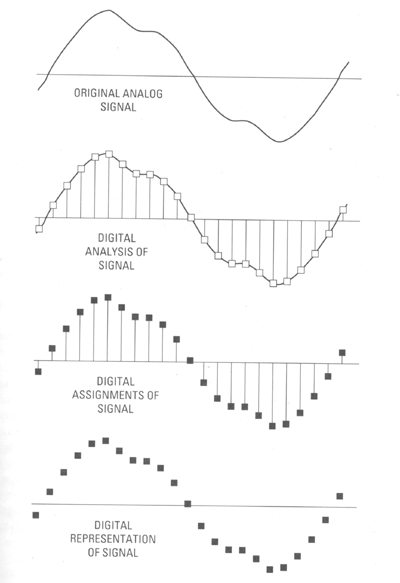 ORIGINAL ANALOG
SIGNAL
DIGITAL
ANALYSIS OF
SIGNAL
DIGITAL
ASSIGNMENTS OF
SIGNAL
DIGITAL
REPRESENTATION
OF SIGNAL